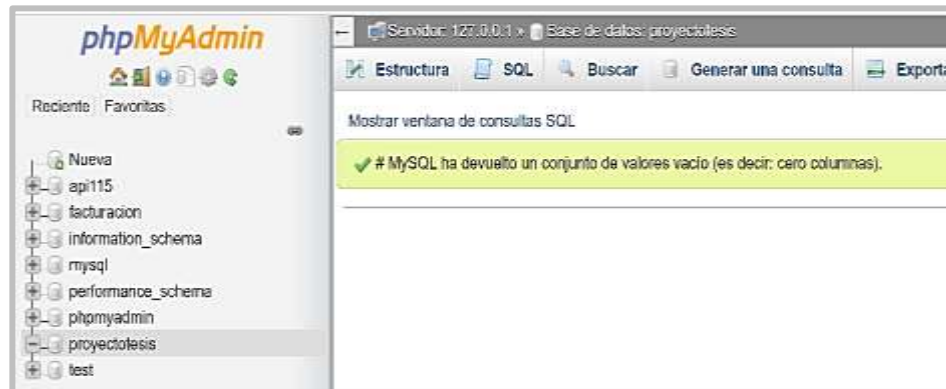 phpMyAdmin
Reciente Favoritas
Nueva
api115
facturacion
information_schema
mysql
performance_schema
phpmyadmin
proyectotesis
test
← Servidor: 127.0.0.1 » Base de datos: proyectotesis
Estructura SQL Buscar Generar una consulta Exporta
Mostrar ventana de consultas SQL
# MySQL ha devuelto un conjunto de valores vacío (es decir: cero columnas).